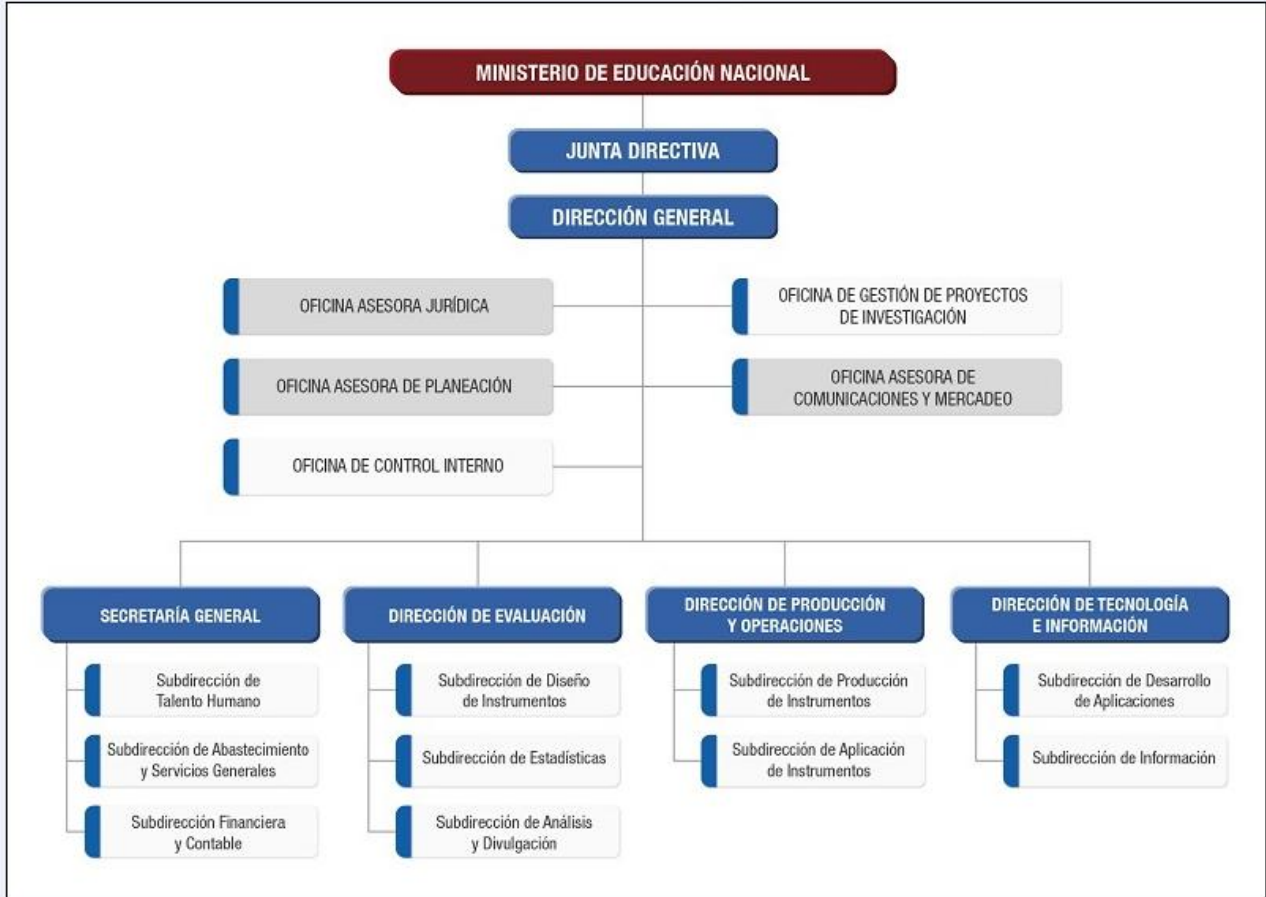 MINISTERIO DE EDUCACIÓN NACIONAL
JUNTA DIRECTIVA
DIRECCIÓN GENERAL
OFICINA ASESORA JURÍDICA
OFICINA DE GESTIÓN DE PROYECTOS
DE INVESTIGACIÓN
OFICINA ASESORA DE PLANEACIÓN
OFICINA ASESORA DE
COMUNICACIONES Y MERCADEO
OFICINA DE CONTROL INTERNO
SECRETARÍA GENERAL
Subdirección de
Talento Humano
Subdirección de Abastecimiento
y Servicios Generales
Subdirección Financiera
y Contable
DIRECCIÓN DE EVALUACIÓN
Subdirección de Diseño
de Instrumentos
Subdirección de Estadísticas
Subdirección de Análisis
y Divulgación
DIRECCIÓN DE PRODUCCIÓN
Y OPERACIONES
Subdirección de Producción
de Instrumentos
Subdirección de Aplicación
de Instrumentos
DIRECCIÓN DE TECNOLOGÍA
E INFORMACIÓN
Subdirección de Desarrollo
de Aplicaciones
Subdirección de Información